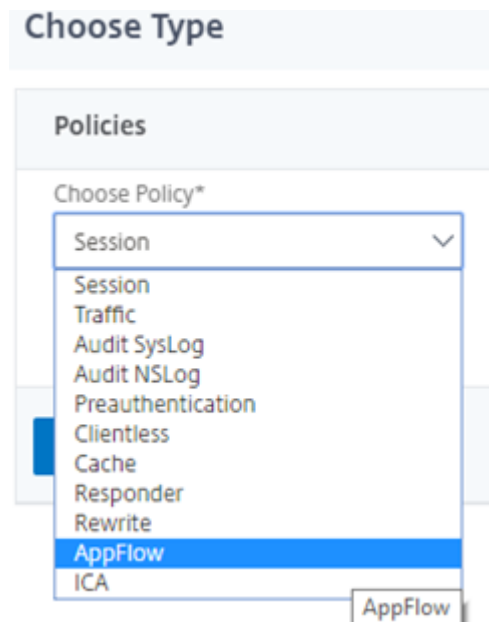 Choose Type
Policies
Choose Policy*
Session
Session
Traffic
Audit SysLog
Audit NSLog
Preauthentication
Clientless
Cache
Responder
Rewrite
AppFlow
ICA
AppFlow